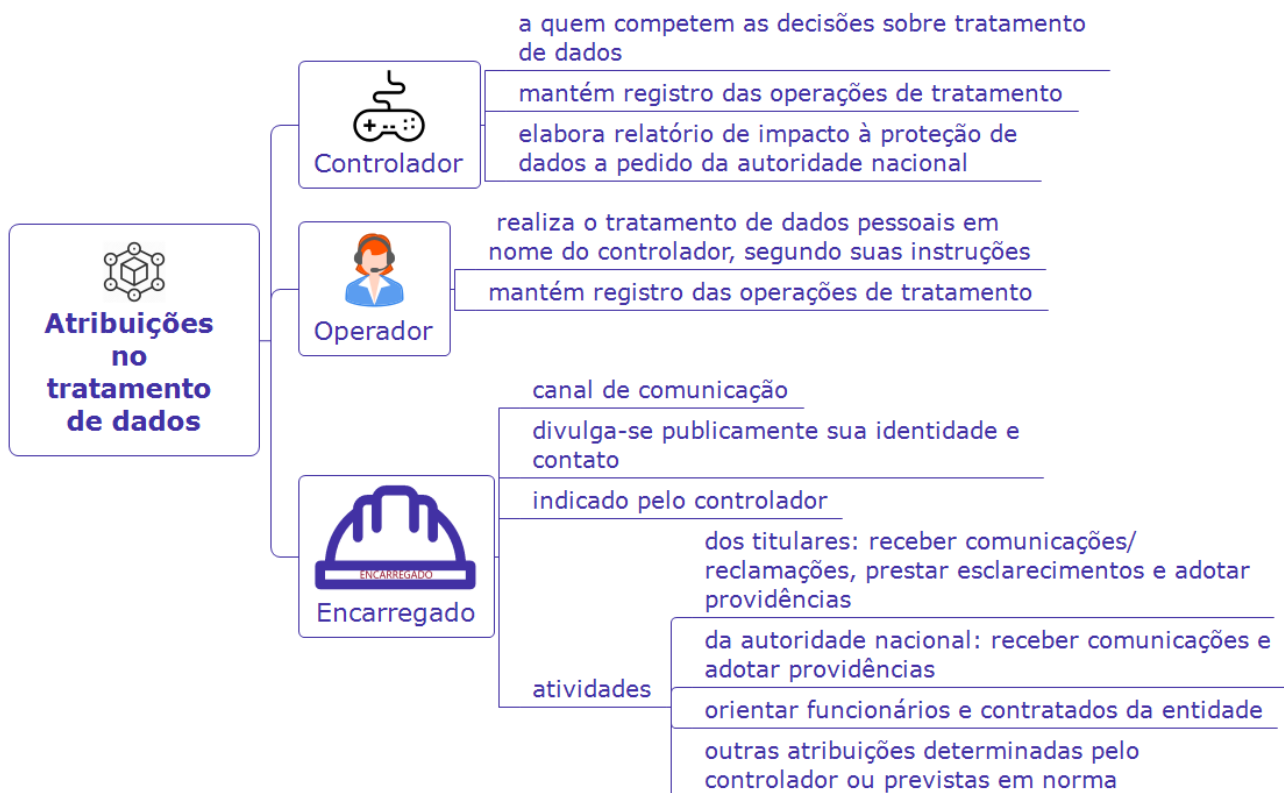 a quem competem as decisões sobre tratamento
de dados
mantém registro das operações de tratamento
elabora relatório de impacto à proteção de
dados a pedido da autoridade nacional
Controlador
realiza o tratamento de dados pessoais em
nome do controlador, segundo suas instruções
mantém registro das operações de tratamento
Operador
Atribuições
no
tratamento
de dados
canal de comunicação
divulga-se publicamente sua identidade e
contato
indicado pelo controlador
ENCARREGADO
Encarregado
atividades
dos titulares: receber comunicações/
reclamações, prestar esclarecimentos e adotar
providências
da autoridade nacional: receber comunicações e
adotar providências
orientar funcionários e contratados da entidade
outras atribuições determinadas pelo
controlador ou previstas em norma